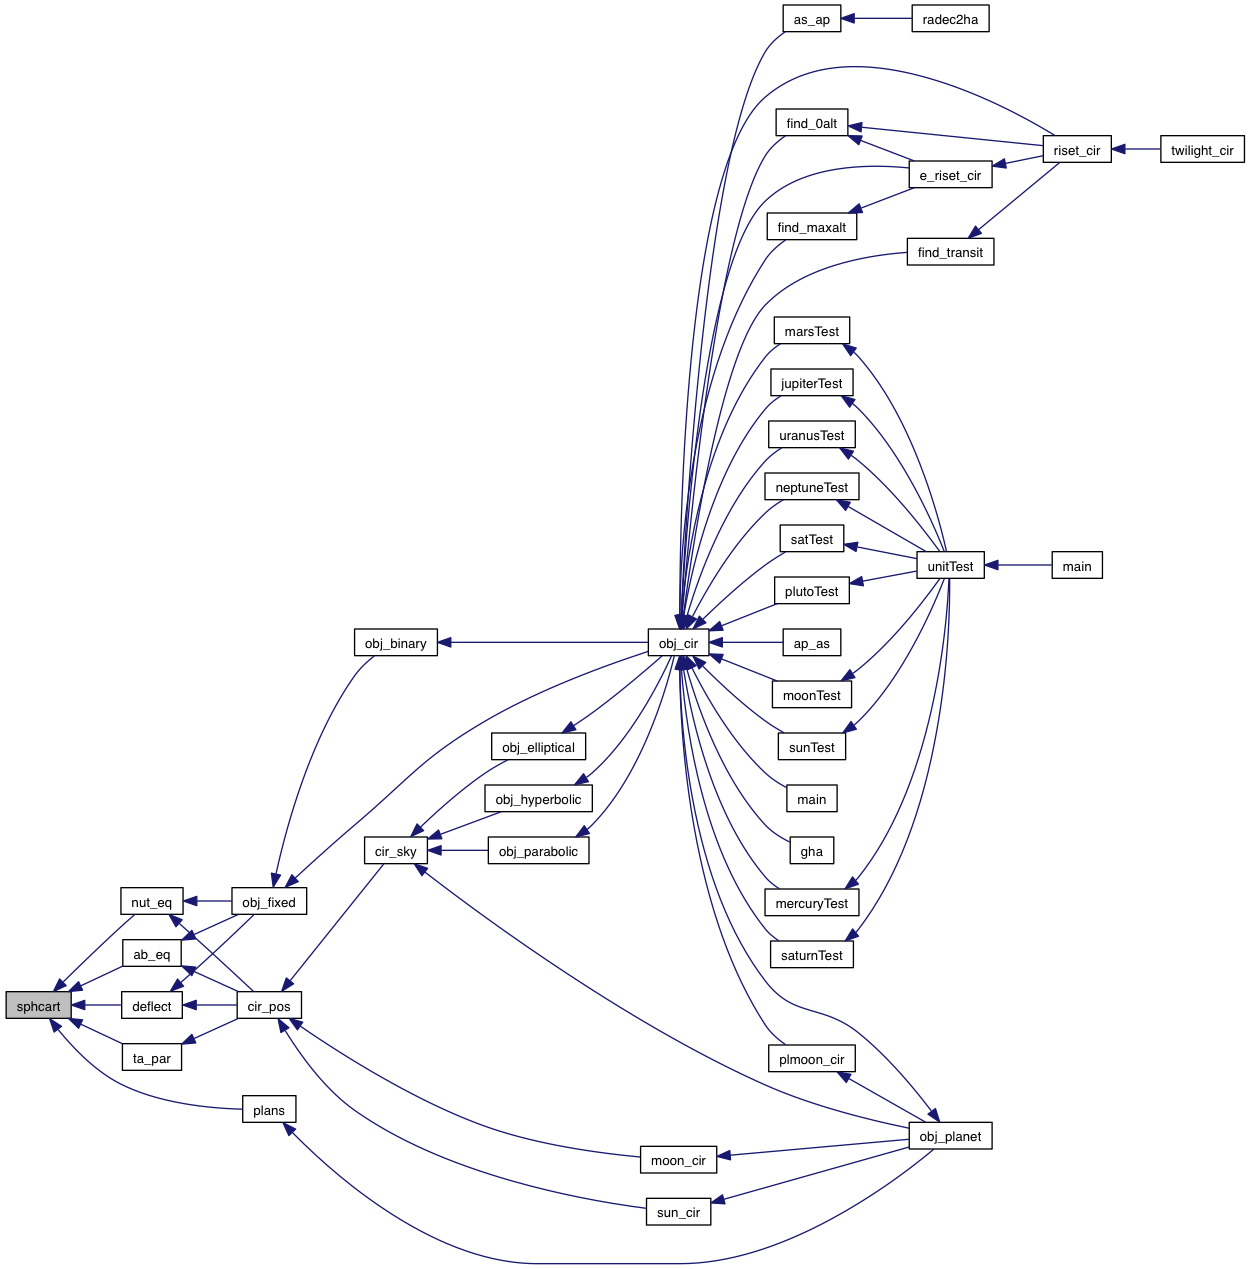 as_ap
radec2ha
find_0alt
riset_cir
twilight_cir
e_riset_cir
find_maxalt
find_transit
marsTest
jupiterTest
uranusTest
neptuneTest
satTest
unitTest
main
plutoTest
obj_binary
obj_cir
ap_as
moonTest
obj_elliptical
sunTest
obj_hyperbolic
main
cir_sky
obj_parabolic
gha
nut_eq
obj_fixed
mercuryTest
ab_eq
saturnTest
sphcart
deflect
cir_pos
ta_par
plmoon_cir
plans
obj_planet
moon_cir
sun_cir